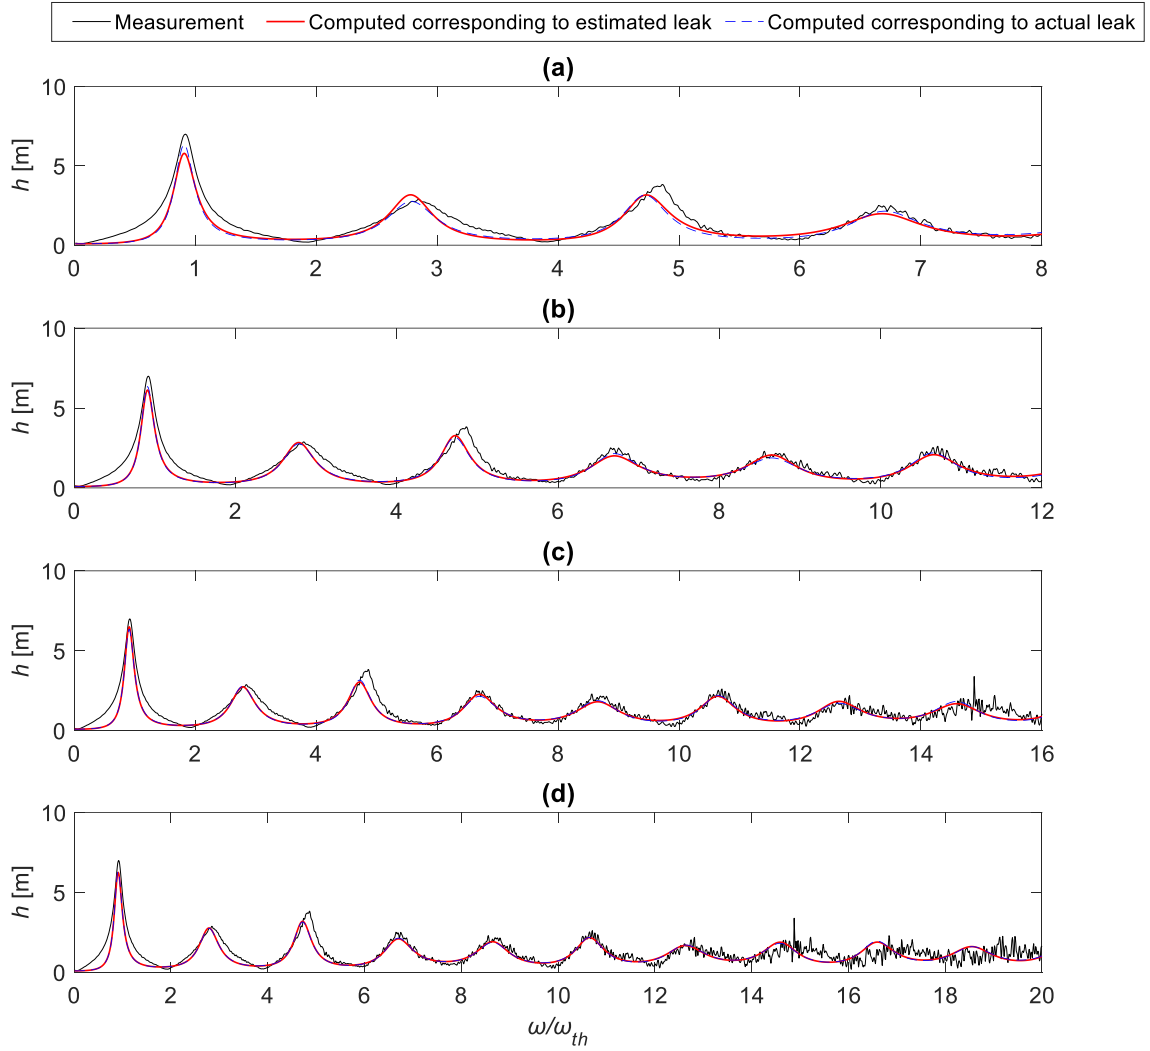 Measurement Computed corresponding to estimated leak Computed corresponding to actual leak
(a)
10
5
0
h [m]
0 1 2 3 4 5 6 7 8
(b)
10
5
0
h [m]
0 2 4 6 8 10 12
(c)
10
5
0
h [m]
0 2 4 6 8 10 12 14 16
(d)
10
5
0
h [m]
0 2 4 6 8 10 12 14 16 18 20
ω/ω_th